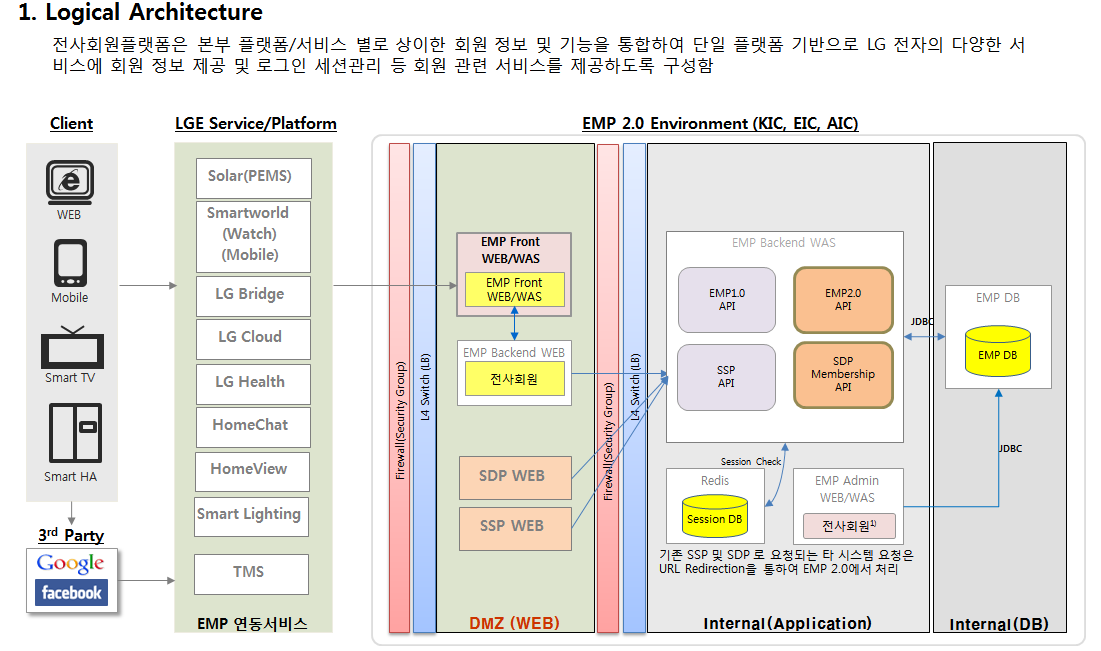 1. Logical Architecture
전사회원플랫폼은 본부 플랫폼/서비스 별로 상이한 회원 정보 및 기능을 통합하여 단일 플랫폼 기반으로 LG 전자의 다양한 서
비스에 회원 정보 제공 및 로그인 세션관리 등 회원 관련 서비스를 제공하도록 구성함
Client
WEB
Mobile
Smart TV
Smart HA
3rd Party
Google
facebook
LGE Service/Platform
Solar(PEMS)
Smartworld
(Watch)
(Mobile)
LG Bridge
LG Cloud
LG Health
HomeChat
HomeView
Smart Lighting
TMS
EMP 연동서비스
EMP 2.0 Environment (KIC, EIC, AIC)
Firewall(Security Group)
L4 Switch (LB)
EMP Front
WEB/WAS
EMP Front
WEB/WAS
EMP Backend WEB
전사회원
SDP WEB
SSP WEB
DMZ (WEB)
Firewall(Security Group)
L4 Switch (LB)
EMP Backend WAS
EMP1.0
API
EMP2.0
API
SSP
API
SDP
Membership
API
Session Check
Redis
Session DB
EMP Admin
WEB/WAS
전사회원1)
기존 SSP 및 SDP 로 요청되는 타 시스템 요청은
URL Redirection을 통하여 EMP 2.0에서 처리
Internal(Application)
JDBC
EMP DB
EMP DB
JDBC
Internal(DB)